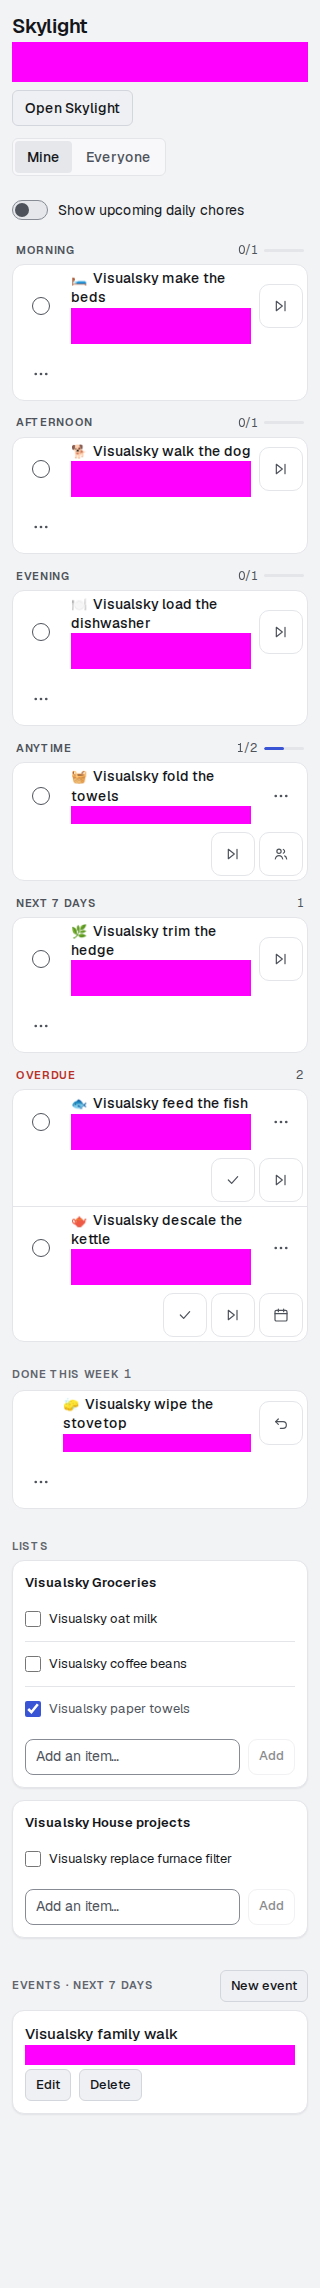 Skylight
Open Skylight
Mine Everyone
Show upcoming daily chores
MORNING 0/1
Visualsky make the
beds
AFTERNOON 0/1
Visualsky walk the dog
EVENING 0/1
Visualsky load the
dishwasher
ANYTIME 1/2
Visualsky fold the
towels
NEXT 7 DAYS 1
Visualsky trim the
hedge
OVERDUE 2
Visualsky feed the fish
Visualsky descale the
kettle
DONE THIS WEEK 1
Visualsky wipe the
stovetop
LISTS
Visualsky Groceries
Visualsky oat milk
Visualsky coffee beans
Visualsky paper towels
Add an item... Add
Visualsky House projects
Visualsky replace furnace filter
Add an item... Add
EVENTS · NEXT 7 DAYS New event
Visualsky family walk
Edit Delete